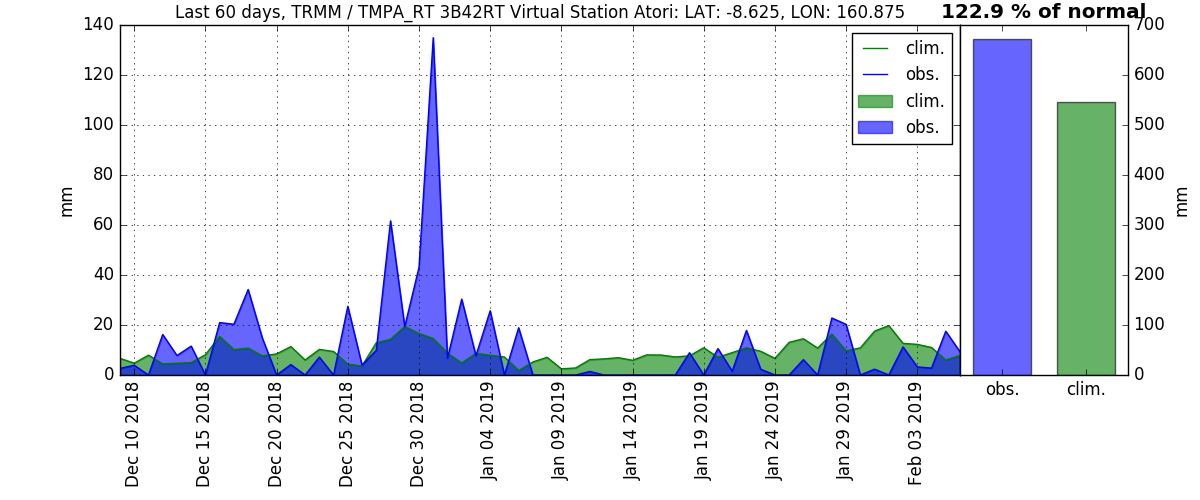 Last 60 days, TRMM / TMPA_RT 3B42RT Virtual Station Atori: LAT: -8.625, LON: 160.875
122.9 % of normal
140
120
100
80
60
40
20
0
mm
clim.
obs.
clim.
obs.
700
600
500
400
300
200
100
0
mm
Dec 10 2018
Dec 15 2018
Dec 20 2018
Dec 25 2018
Dec 30 2018
Jan 04 2019
Jan 09 2019
Jan 14 2019
Jan 19 2019
Jan 24 2019
Jan 29 2019
Feb 03 2019
obs.
clim.